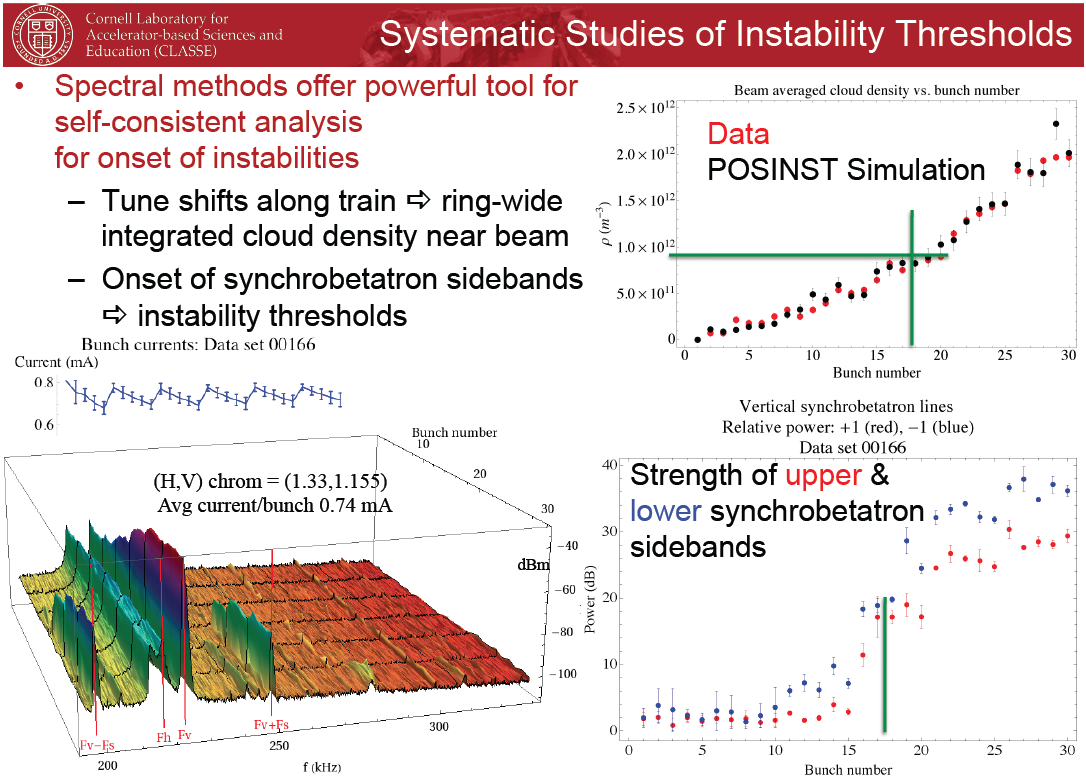 Cornell Laboratory for
Accelerator-based Sciences and
Education (CLASSE)
Systematic Studies of Instability Thresholds
• Spectral methods offer powerful tool for
self-consistent analysis
for onset of instabilities
– Tune shifts along train ⇨ ring-wide
integrated cloud density near beam
– Onset of synchrobetatron sidebands
⇨ instability thresholds
Beam averaged cloud density vs. bunch number
Data
POSINST Simulation
2.5×10¹²
2.0×10¹²
1.5×10¹²
1.0×10¹²
5.0×10¹¹
0
ρ (m⁻³)
0 5 10 15 20 25 30
Bunch number
Bunch currents: Data set 00166
Current (mA)
0.8
0.6
Bunch number
10
20
30
(H,V) chrom = (1.33,1.155)
Avg current/bunch 0.74 mA
−40
dBm
−60
−80
−100
Fv−Fs
Fh
Fv
Fv+Fs
200
250
300
f (kHz)
Vertical synchrobetatron lines
Relative power: +1 (red), −1 (blue)
Data set 00166
Strength of upper &
lower synchrobetatron
sidebands
40
30
20
10
0
Power (dB)
0 5 10 15 20 25 30
Bunch number